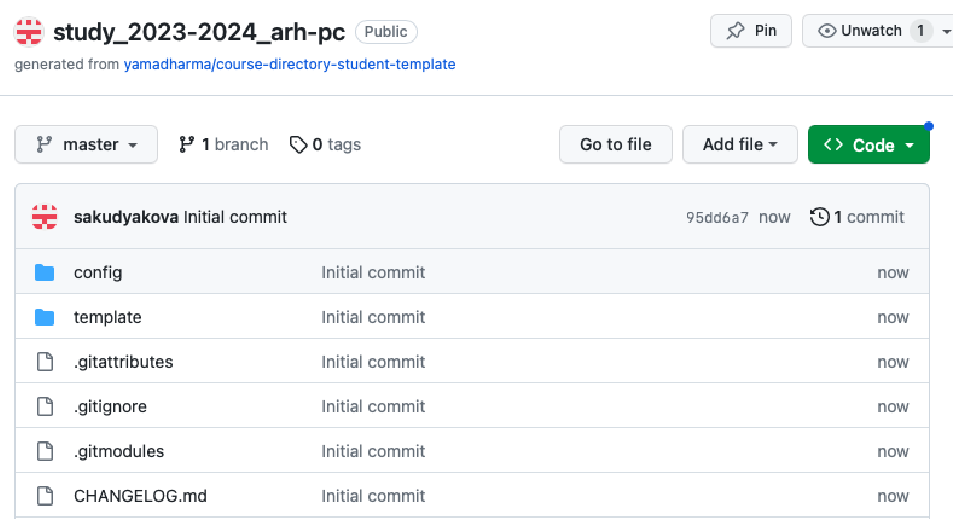 study_2023-2024_arh-pc Public Pin Unwatch 1
generated from yamadharma/course-directory-student-template
master 1 branch 0 tags Go to file Add file Code
sakudyakova Initial commit 95dd6a7 now 1 commit
config Initial commit now
template Initial commit now
.gitattributes Initial commit now
.gitignore Initial commit now
.gitmodules Initial commit now
CHANGELOG.md Initial commit now